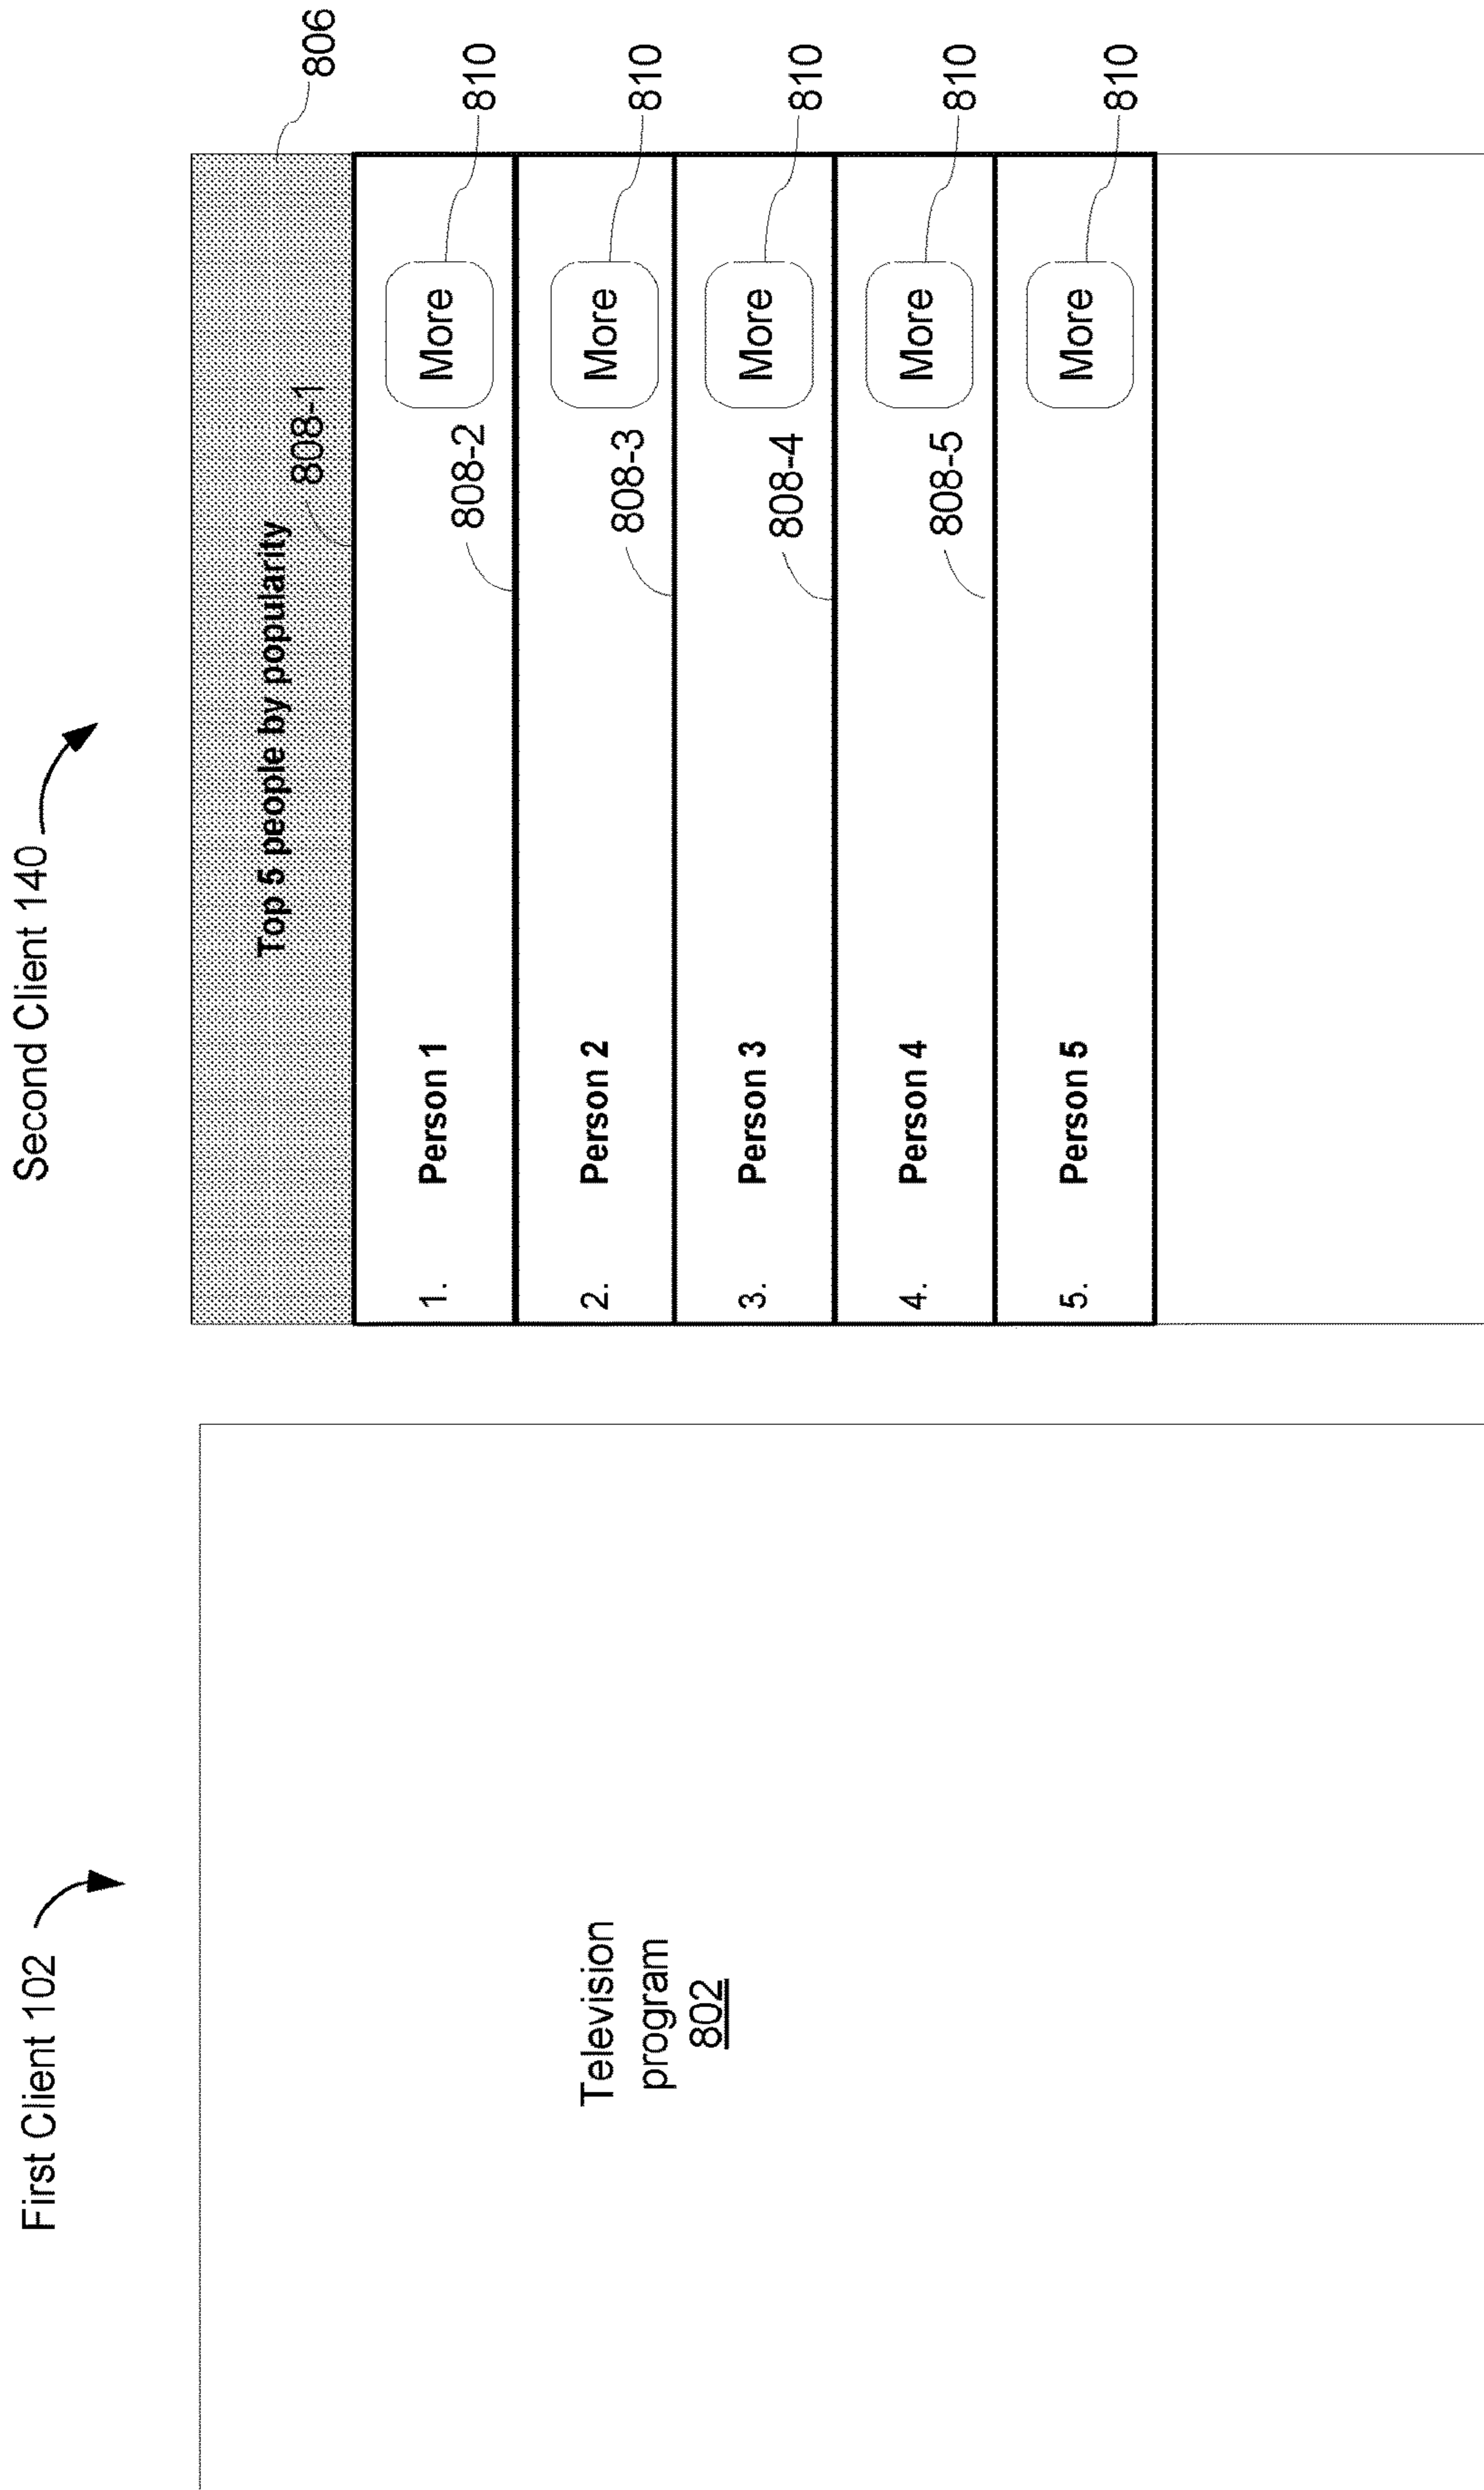 First Client 102
Second Client 140
Television
program
802
806
Top 5 people by popularity
808-1
1. Person 1 More 810
808-2
2. Person 2 More 810
808-3
3. Person 3 More 810
808-4
4. Person 4 More 810
808-5
5. Person 5 More 810